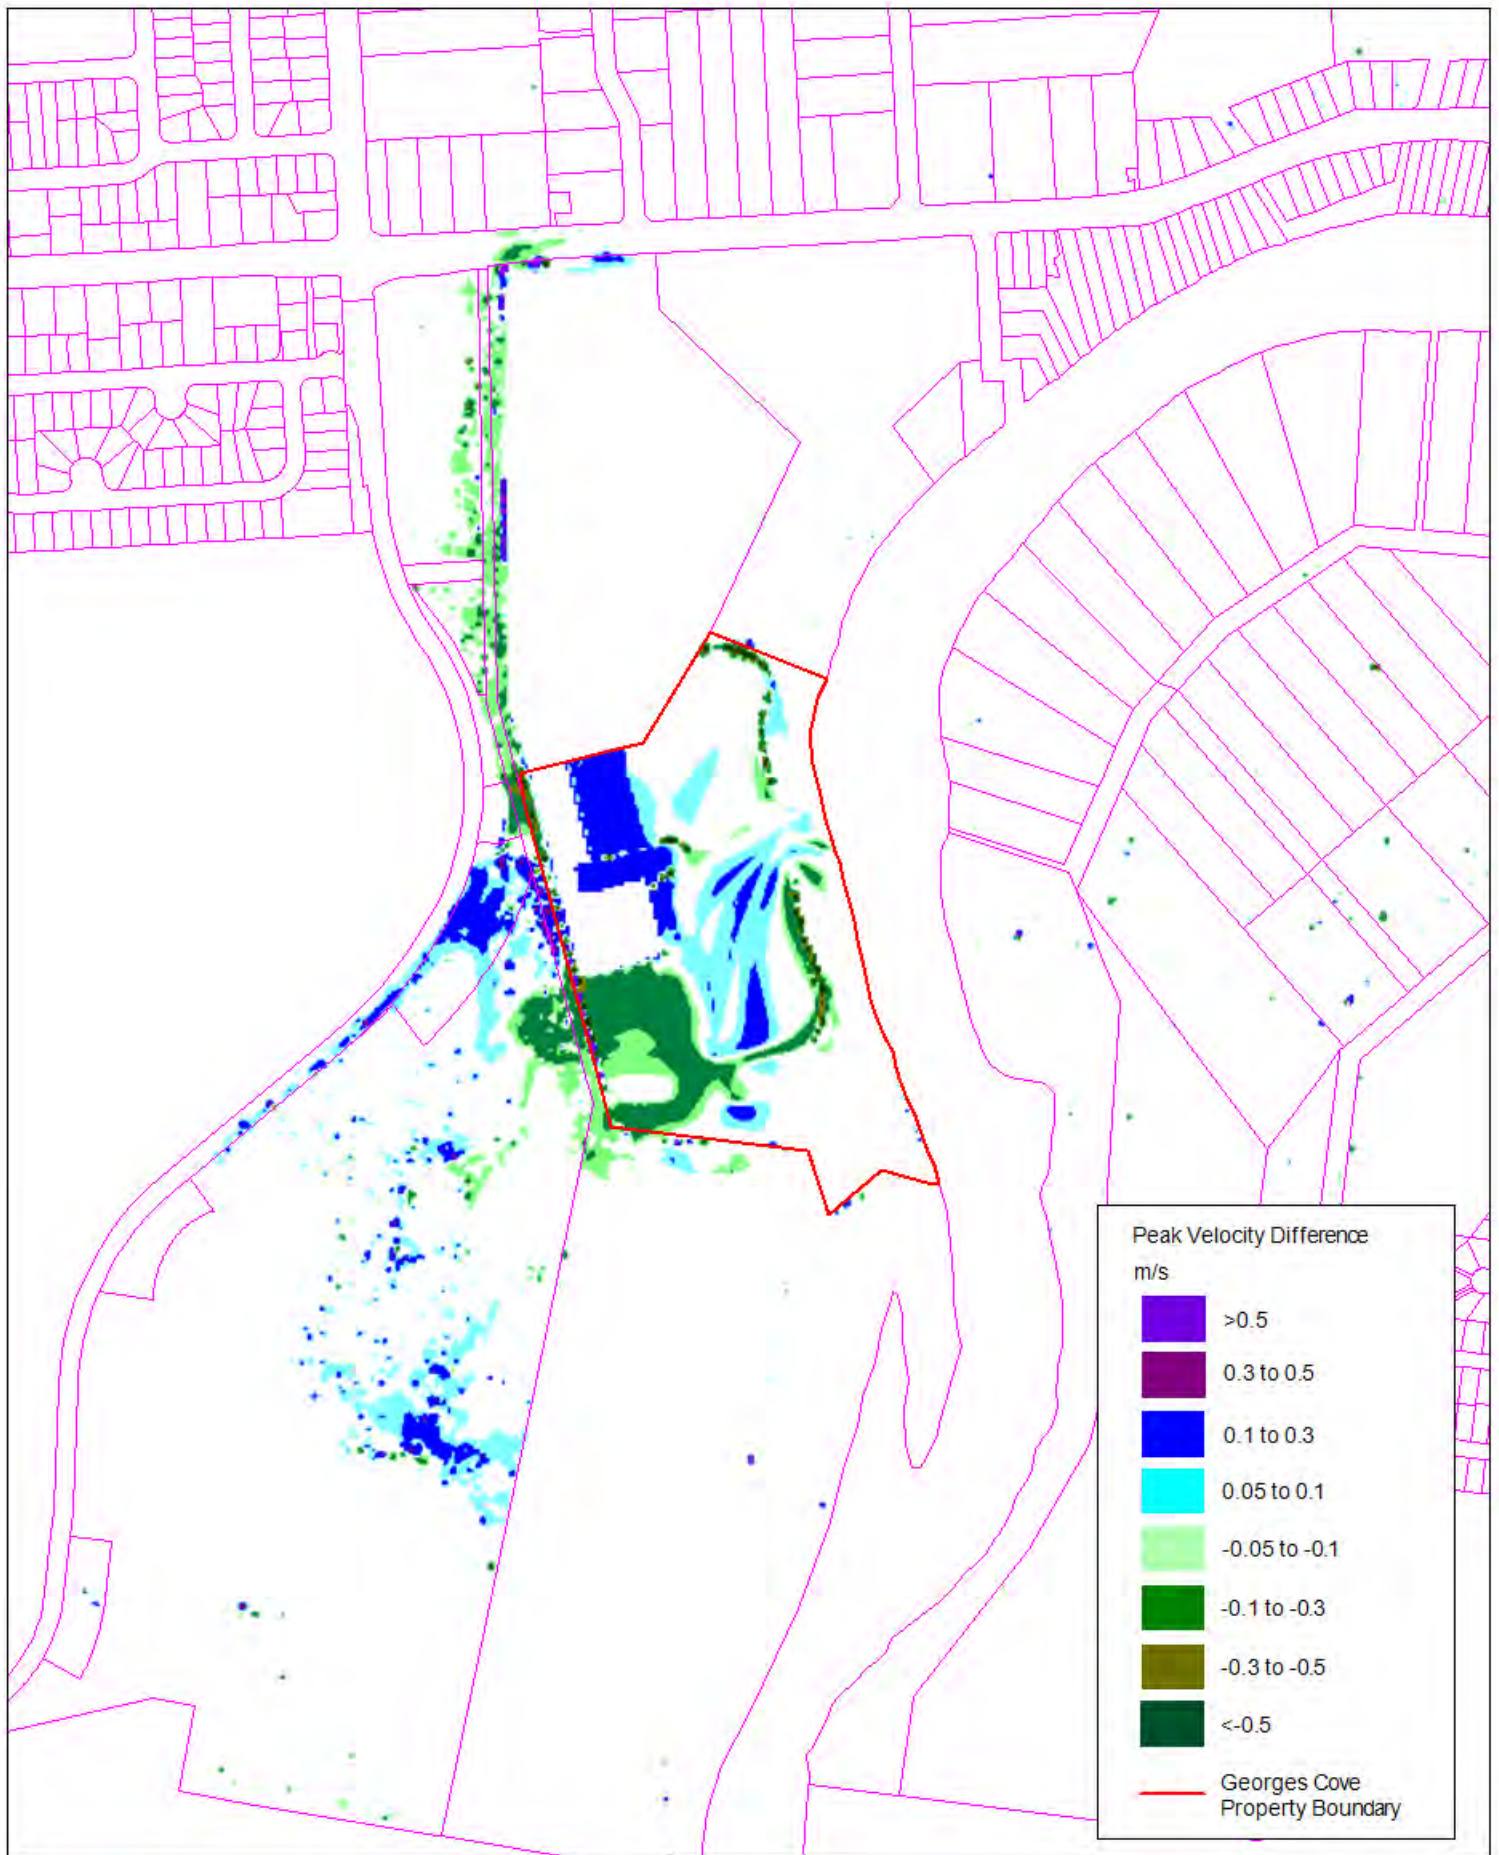 Peak Velocity Difference
m/s
>0.5
0.3 to 0.5
0.1 to 0.3
0.05 to 0.1
-0.05 to -0.1
-0.1 to -0.3
-0.3 to -0.5
<-0.5
Georges Cove
Property Boundary